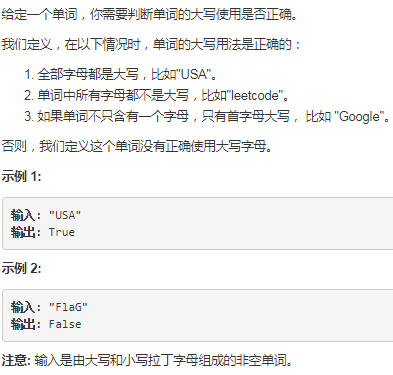 给定一个单词，你需要判断单词的大写使用是否正确。
我们定义，在以下情况时，单词的大写用法是正确的：
1. 全部字母都是大写，比如"USA"。
2. 单词中所有字母都不是大写，比如"leetcode"。
3. 如果单词不只含有一个字母，只有首字母大写， 比如 "Google"。
否则，我们定义这个单词没有正确使用大写字母。
示例 1:
输入: "USA"
输出: True
示例 2:
输入: "FlaG"
输出: False
注意: 输入是由大写和小写拉丁字母组成的非空单词。